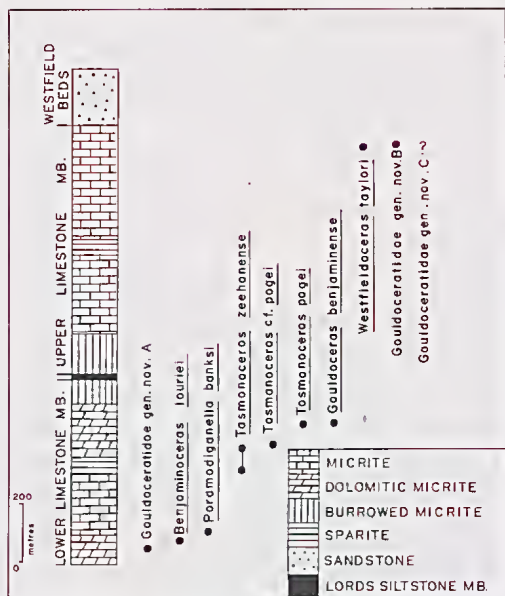 WESTFIELD
BEDS
UPPER LIMESTONE MB.
LOWER LIMESTONE MB.
200
0
metres
Gouldoceratidae gen. nov. A
Benjaminoceras louriei
Paramadiganella banksi
Tasmanoceras zeehanense
Tasmanoceras cf. pagei
Tasmanoceras pagei
Gouldoceras benjaminense
Westfieldoceras taylori
Gouldoceratidae gen. nov. B
Gouldoceratidae gen. nov. C ?
MICRITE
DOLOMITIC MICRITE
BURROWED MICRITE
SPARITE
SANDSTONE
LORDS SILTSTONE MB.